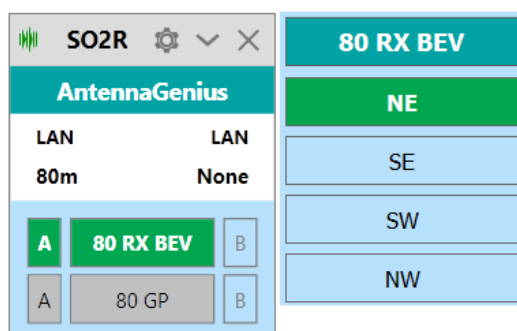 SO2R
AntennaGenius
LAN LAN
80m None
A 80 RX BEV B
A 80 GP B
80 RX BEV
NE
SE
SW
NW